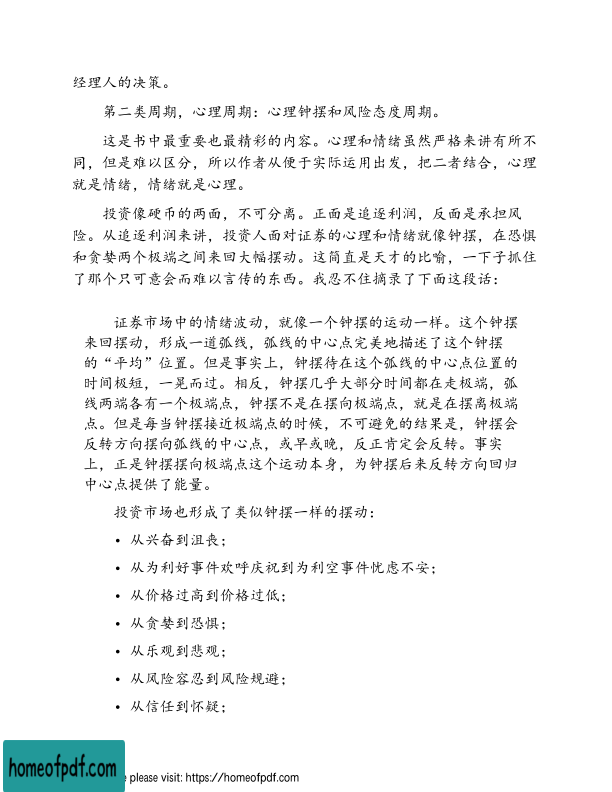 经理人的决策。
第二类周期，心理周期：心理钟摆和风险态度周期。
这是书中最重要也最精彩的内容。心理和情绪虽然严格来讲有所不
同，但是难以区分，所以作者从便于实际运用出发，把二者结合，心理
就是情绪，情绪就是心理。
投资像硬币的两面，不可分离。正面是追逐利润，反面是承担风
险。从追逐利润来讲，投资人面对证券的心理和情绪就像钟摆，在恐惧
和贪婪两个极端之间来回大幅摆动。这简直是天才的比喻，一下子抓住
了那个只可意会而难以言传的东西。我忍不住摘录了下面这段话：
证券市场中的情绪波动，就像一个钟摆的运动一样。这个钟摆
来回摆动，形成一道弧线，弧线的中心点完美地描述了这个钟摆
的“平均”位置。但是事实上，钟摆待在这个弧线的中心点位置的
时间极短，一晃而过。相反，钟摆几乎大部分时间都在走极端，弧
线两端各有一个极端点，钟摆不是在摆向极端点，就是在摆离极端
点。但是每当钟摆接近极端点的时候，不可避免的结果是，钟摆会
反转方向摆向弧线的中心点，或早或晚，反正肯定会反转。事实
上，正是钟摆摆向极端点这个运动本身，为钟摆后来反转方向回归
中心点提供了能量。
投资市场也形成了类似钟摆一样的摆动：
• 从兴奋到沮丧；
• 从为利好事件欢呼庆祝到为利空事件忧虑不安；
• 从价格过高到价格过低；
• 从贪婪到恐惧；
• 从乐观到悲观；
• 从风险容忍到风险规避；
• 从信任到怀疑；
homeofpdf.com
e please visit: https://homeofpdf.com